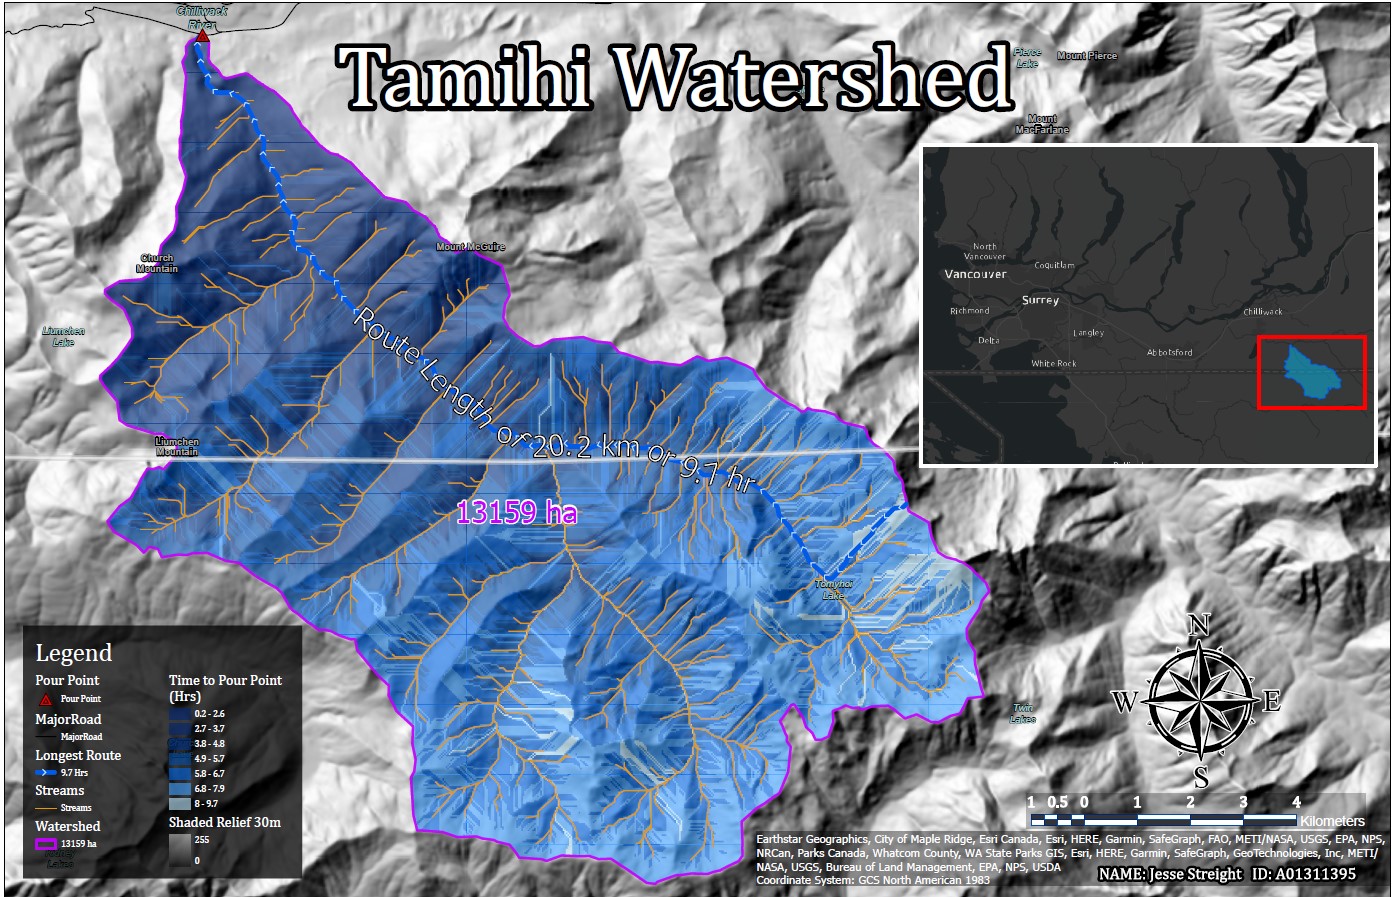 Chilliwack
River
Tamihi Watershed
Pierce
Lake
Mount Pierce
Mount
MacFarlane
Church
Mountain
Mount McGuire
Liumchen
Lake
Liumchen
Mountain
Route Length or 20.2 km or 9.7 hr
13159 ha
Tomyhoi
Lake
Twin
Lakes
North
Vancouver
Vancouver
Coquitlam
Surrey
Richmond
Delta
Langley
White Rock
Abbotsford
Chilliwack
N
W
E
S
Legend
Pour Point
Pour Point
MajorRoad
MajorRoad
Longest Route
9.7 Hrs
Streams
Streams
Watershed
13159 ha
Lakes
Time to Pour Point
(Hrs)
0.2 - 2.6
2.7 - 3.7
3.8 - 4.8
4.9 - 5.7
5.8 - 6.7
6.8 - 7.9
8 - 9.7
Shaded Relief 30m
255
0
1 0.5 0 1 2 3 4
Kilometers
Earthstar Geographics, City of Maple Ridge, Esri Canada, Esri, HERE, Garmin, SafeGraph, FAO, METI/NASA, USGS, EPA, NPS,
NRCan, Parks Canada, Whatcom County, WA State Parks GIS, Esri, HERE, Garmin, SafeGraph, GeoTechnologies, Inc, METI/
NASA, USGS, Bureau of Land Management, EPA, NPS, USDA
Coordinate System: GCS North American 1983
NAME: Jesse Streight ID: A01311395